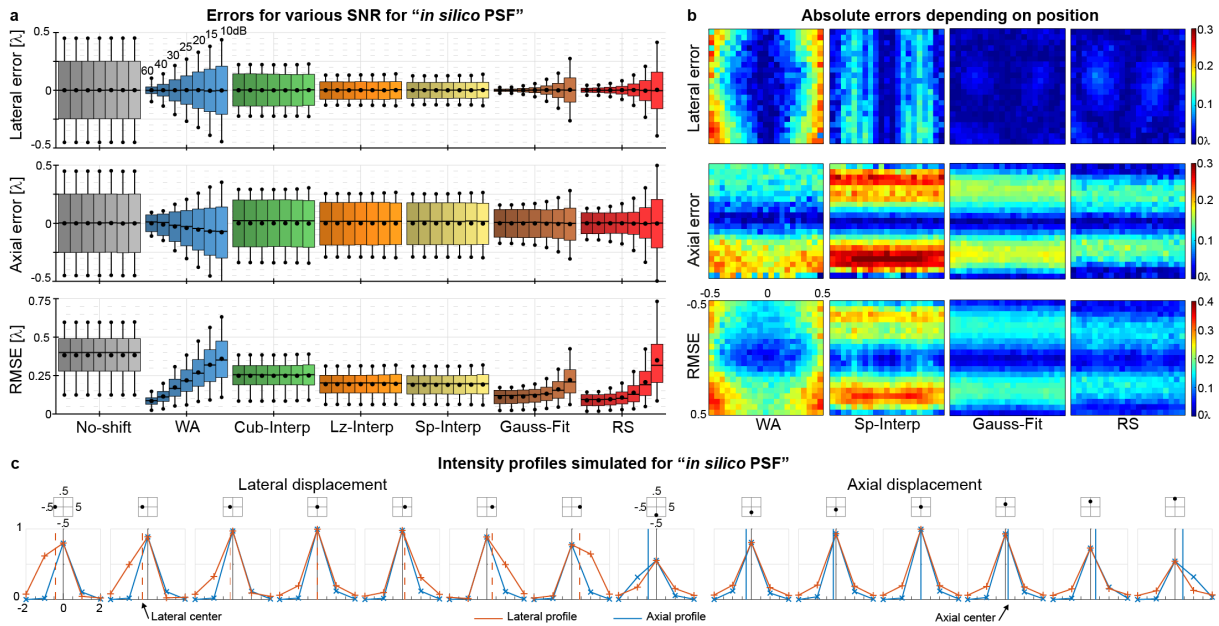 a
Errors for various SNR for “in silico PSF”
Lateral error [λ]
0.5
0
-0.5
60
40
30
25
20
15
10dB
Axial error [λ]
0.5
0
-0.5
RMSE [λ]
0.75
0.5
0.25
0
No-shift
WA
Cub-Interp
Lz-Interp
Sp-Interp
Gauss-Fit
RS
b
Absolute errors depending on position
Lateral error
0.3
0.2
0.1
0λ
Axial error
0.3
0.2
0.1
0λ
-0.5
0
0.5
RMSE
-0.5
0.5
0.4
0.3
0.2
0.1
0λ
WA
Sp-Interp
Gauss-Fit
RS
c
Intensity profiles simulated for “in silico PSF”
Lateral displacement
Axial displacement
.5
-.5
5
-.5
.5
-.5
5
-.5
1
0
-2
0
2
Lateral center
Lateral profile
Axial profile
Axial center